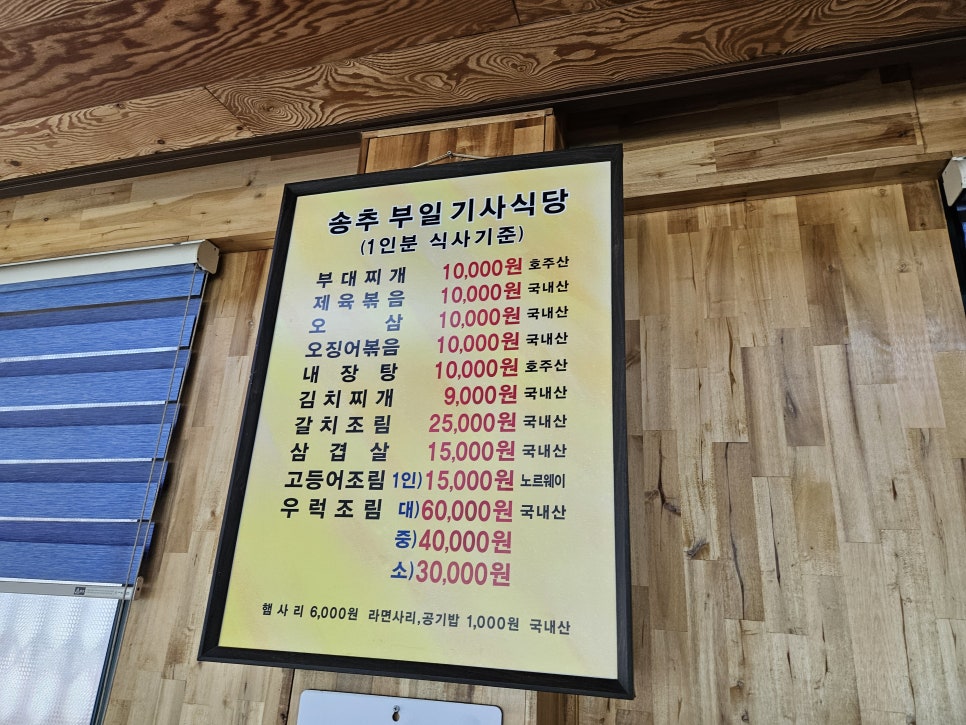 송추 부일 기사식당
(1인분 식사기준)
부대찌개 10,000원 호주산
제육볶음 10,000원 국내산
오 삼 10,000원 국내산
오징어볶음 10,000원 국내산
내 장 탕 10,000원 호주산
김치찌개 9,000원 국내산
갈치조림 25,000원 국내산
삼 겹 살 15,000원 국내산
고등어조림 1인)15,000원 노르웨이
우럭조림 대)60,000원 국내산
중)40,000원
소)30,000원
햄사리 6,000원 라면사리,공기밥 1,000원 국내산